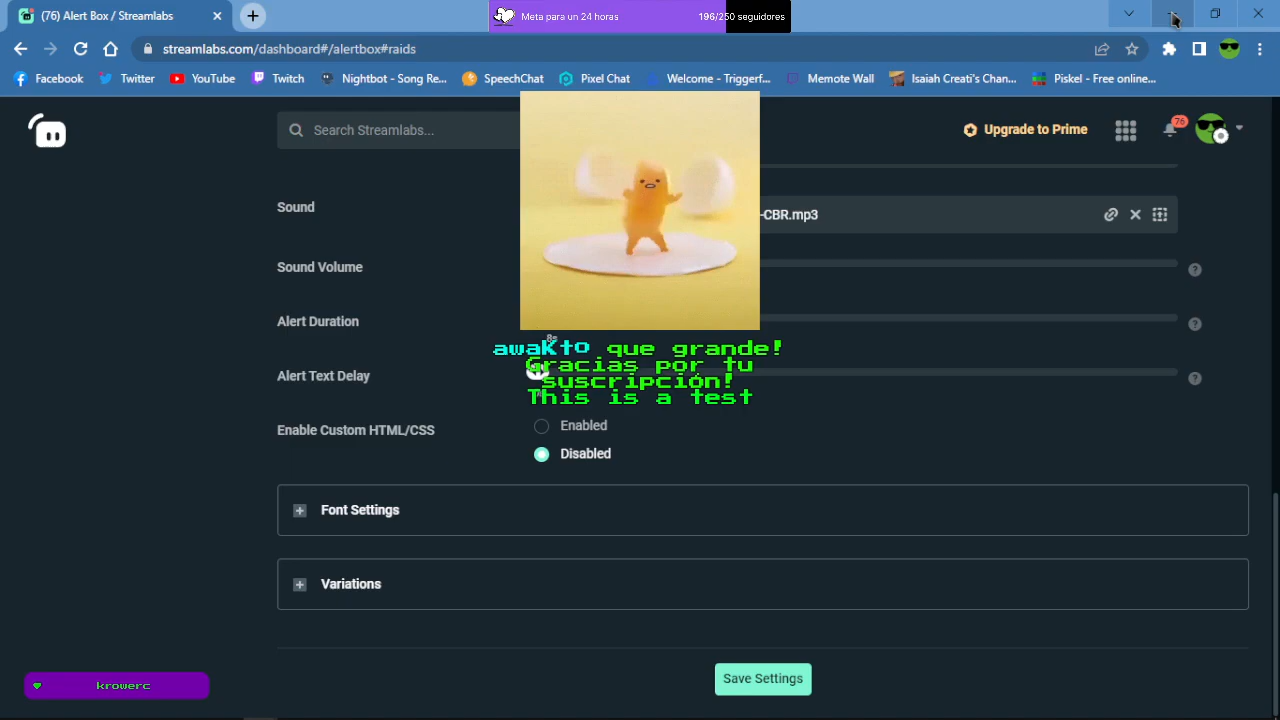 (76) Alert Box / Streamlabs
Meta para un 24 horas 196/250 seguidores
streamlabs.com/dashboard#/alertbox#raids
Facebook Twitter YouTube Twitch Nightbot - Song Re... SpeechChat Pixel Chat Welcome - Triggerf... Memote Wall Isaiah Creati's Chan... Piskel - Free online...
Search Streamlabs...
Upgrade to Prime
76
Sound
-CBR.mp3
Sound Volume
Alert Duration
8s
awakto que grande!
Gracias por tu
suscripción!
This is a test
Alert Text Delay
Enable Custom HTML/CSS
Enabled
Disabled
Font Settings
Variations
Save Settings
krowerc